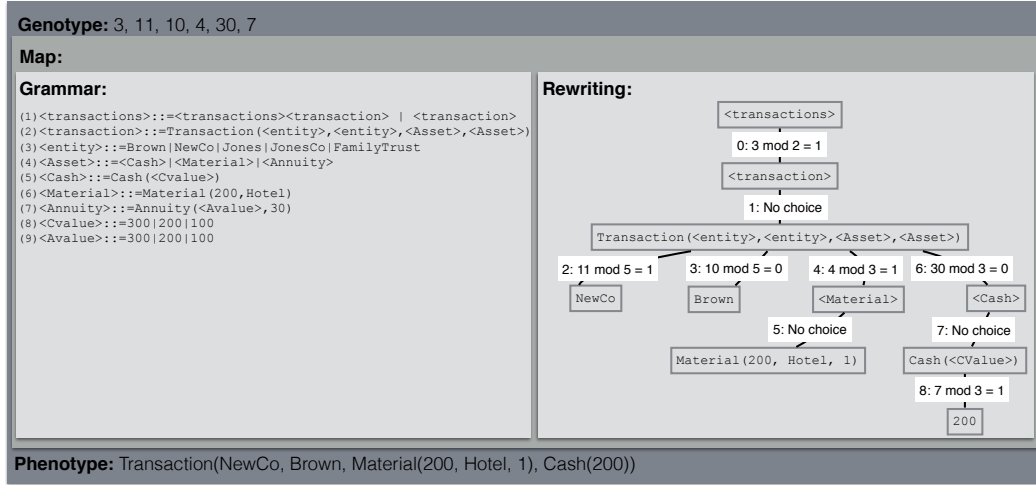 Genotype: 3, 11, 10, 4, 30, 7
Map:
Grammar:
(1)<transactions>::=<transactions><transaction> | <transaction>
(2)<transaction>::=Transaction(<entity>,<entity>,<Asset>,<Asset>)
(3)<entity>::=Brown|NewCo|Jones|JonesCo|FamilyTrust
(4)<Asset>::=<Cash>|<Material>|<Annuity>
(5)<Cash>::=Cash(<Cvalue>)
(6)<Material>::=Material(200,Hotel)
(7)<Annuity>::=Annuity(<Avalue>,30)
(8)<Cvalue>::=300|200|100
(9)<Avalue>::=300|200|100
Rewriting:
<transactions>
0: 3 mod 2 = 1
<transaction>
1: No choice
Transaction(<entity>,<entity>,<Asset>,<Asset>)
2: 11 mod 5 = 1 3: 10 mod 5 = 0 4: 4 mod 3 = 1 6: 30 mod 3 = 0
NewCo Brown <Material> <Cash>
5: No choice 7: No choice
Material(200, Hotel, 1) Cash(<CValue>)
8: 7 mod 3 = 1
200
Phenotype: Transaction(NewCo, Brown, Material(200, Hotel, 1), Cash(200))